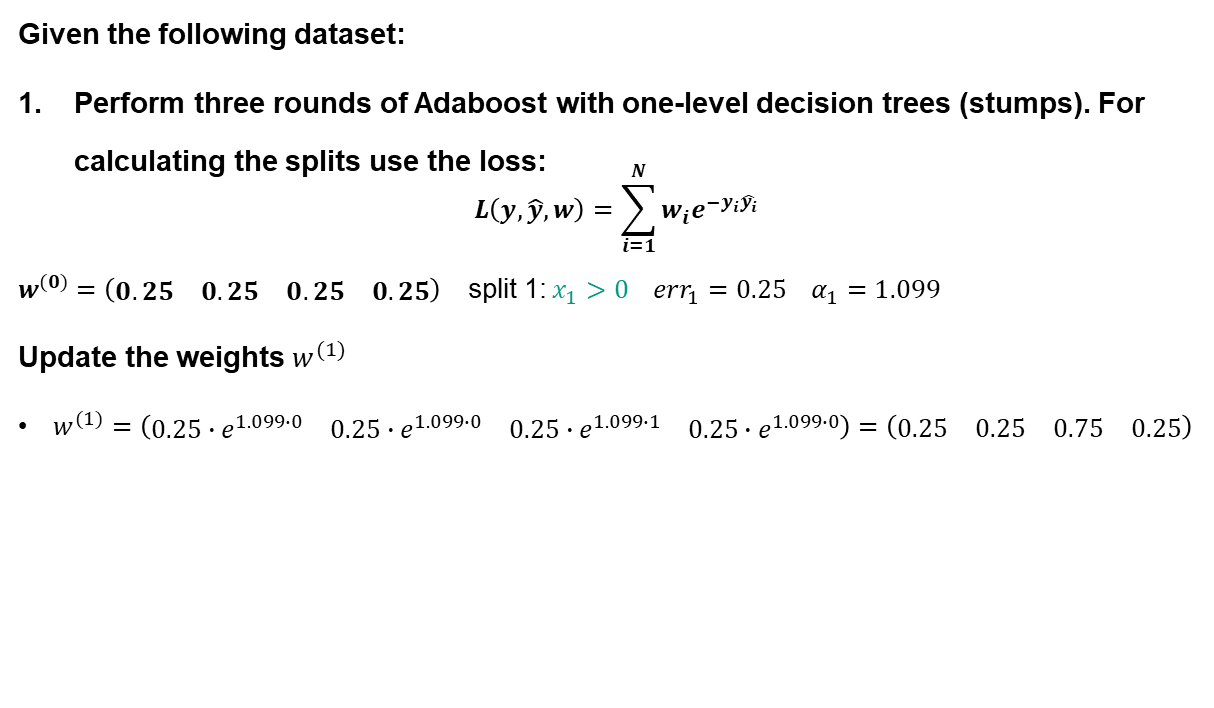 Given the following dataset:
1. Perform three rounds of Adaboost with one-level decision trees (stumps). For
calculating the splits use the loss:
L(y, ŷ, w) = ∑_{i=1}^{N} w_i e^{−y_i ŷ_i}
w^{(0)} = (0.25 0.25 0.25 0.25) split 1: x_1 > 0 err_1 = 0.25 α_1 = 1.099
Update the weights w^{(1)}
• w^{(1)} = (0.25 · e^{1.099·0} 0.25 · e^{1.099·0} 0.25 · e^{1.099·1} 0.25 · e^{1.099·0}) = (0.25 0.25 0.75 0.25)